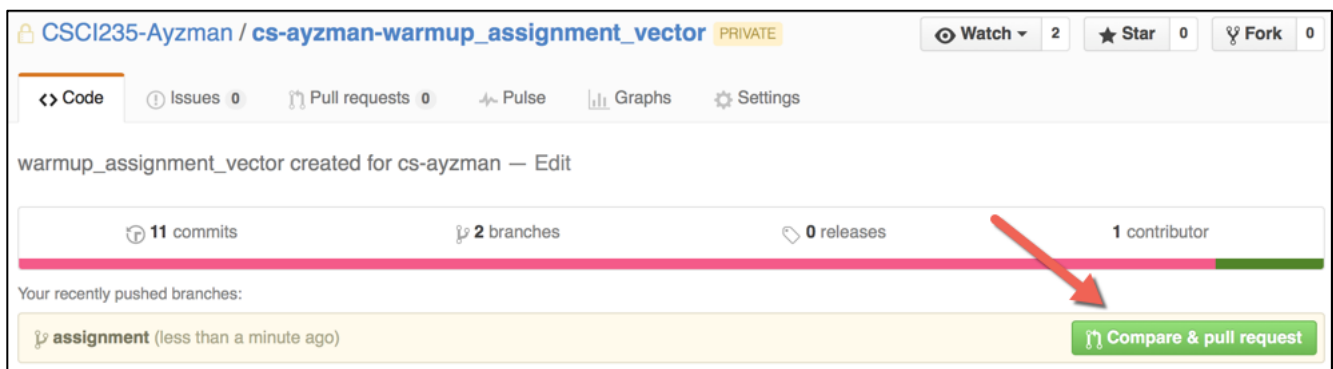 CSCI235-Ayzman / cs-ayzman-warmup_assignment_vector PRIVATE Watch 2 Star 0 Fork 0
Code Issues 0 Pull requests 0 Pulse Graphs Settings
warmup_assignment_vector created for cs-ayzman — Edit
11 commits 2 branches 0 releases 1 contributor
Your recently pushed branches:
assignment (less than a minute ago) Compare & pull request